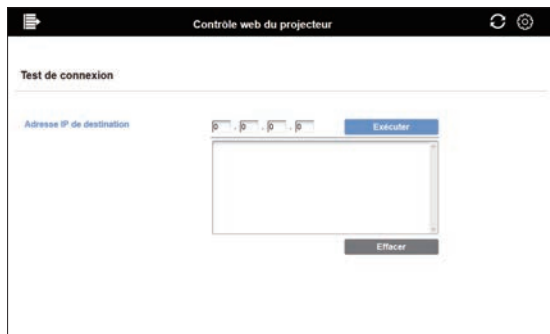 Contrôle web du projecteur
Test de connexion
Adresse IP de destination 0 . 0 . 0 . 0 Exécuter
Effacer